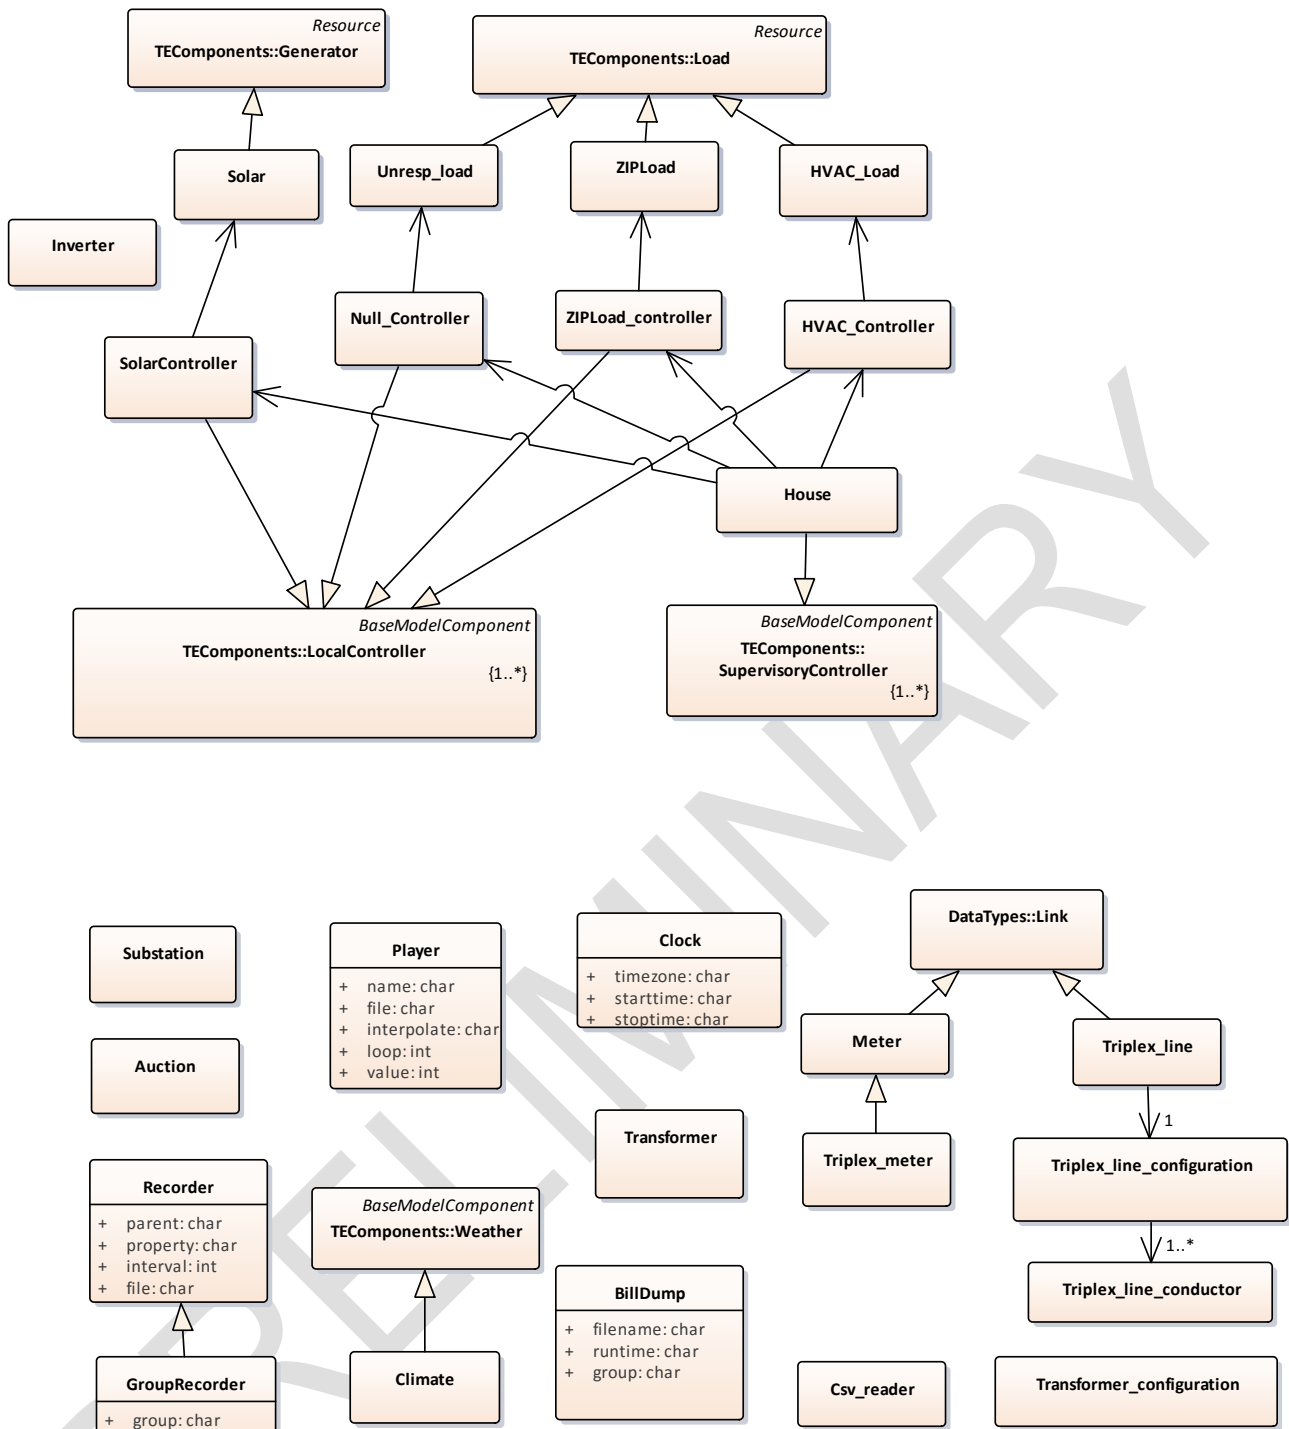 Resource
TEComponents::Generator
Resource
TEComponents::Load
Solar
Unresp_load
ZIPLoad
HVAC_Load
Inverter
SolarController
Null_Controller
ZIPLoad_controller
HVAC_Controller
House
BaseModelComponent
TEComponents::LocalController
{1..*}
BaseModelComponent
TEComponents::
SupervisoryController
{1..*}
PRELIMINARY
Substation
Auction
Player
+ name: char
+ file: char
+ interpolate: char
+ loop: int
+ value: int
Clock
+ timezone: char
+ starttime: char
+ stoptime: char
DataTypes::Link
Meter
Triplex_line
Transformer
Triplex_meter
1
Triplex_line_configuration
1..*
Triplex_line_conductor
Recorder
+ parent: char
+ property: char
+ interval: int
+ file: char
BaseModelComponent
TEComponents::Weather
BillDump
+ filename: char
+ runtime: char
+ group: char
GroupRecorder
+ group: char
Climate
Csv_reader
Transformer_configuration